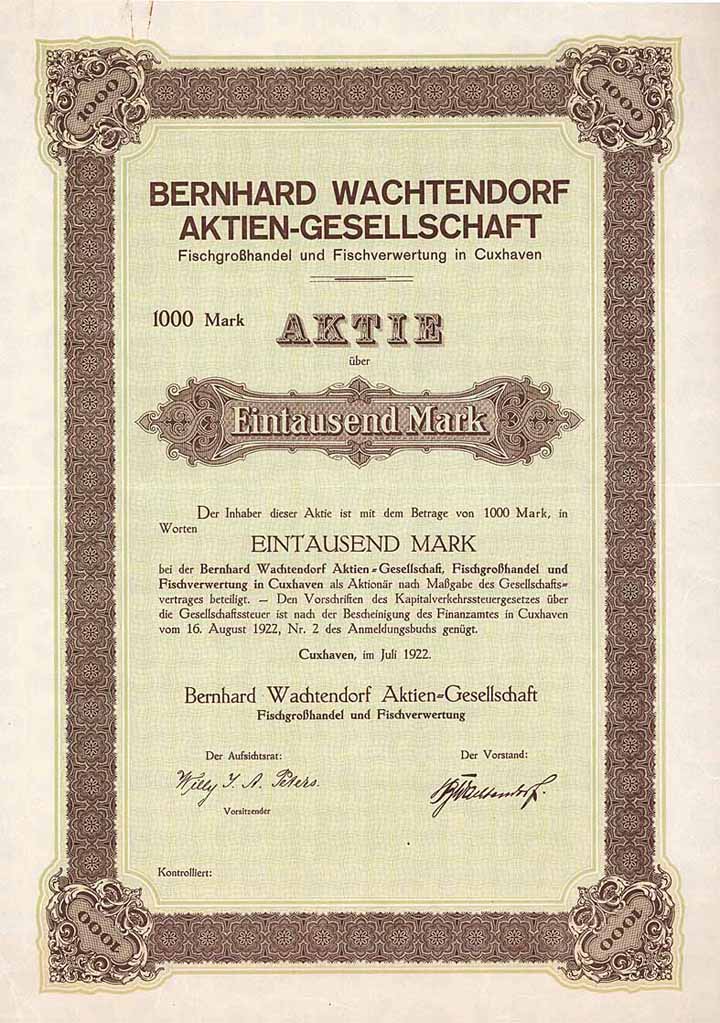 1000 1000
BERNHARD WACHTENDORF
AKTIEN-GESELLSCHAFT
Fischgroßhandel und Fischverwertung in Cuxhaven
1000 Mark AKTIE
über
Eintausend Mark
Der Inhaber dieser Aktie ist mit dem Betrage von 1000 Mark, in
Worten
EINTAUSEND MARK
bei der Bernhard Wachtendorf Aktien-Gesellschaft, Fischgroßhandel und
Fischverwertung in Cuxhaven als Aktionär nach Maßgabe des Gesellschafts-
vertrages beteiligt. — Den Vorschriften des Kapitalverkehrssteuergesetzes über
die Gesellschaftssteuer ist nach der Bescheinigung des Finanzamtes in Cuxhaven
vom 16. August 1922, Nr. 2 des Anmeldungsbuchs genügt.
Cuxhaven, im Juli 1922.
Bernhard Wachtendorf Aktien-Gesellschaft
Fischgroßhandel und Fischverwertung
Der Aufsichtsrat: Der Vorstand:
Willy J. A. Peters. Wachtendorf.
Vorsitzender
Kontrolliert:
1000 1000